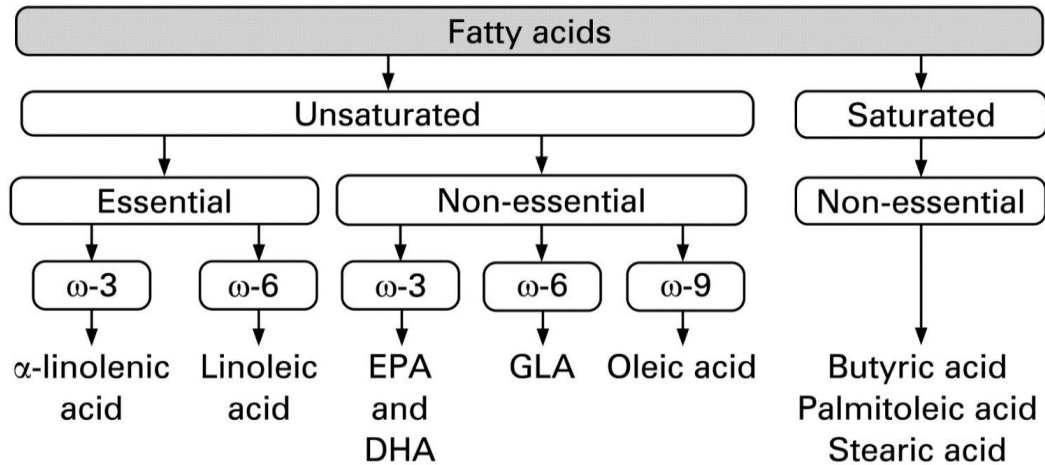 Fatty acids
Unsaturated
Saturated
Essential
Non-essential
Non-essential
ω-3
ω-6
ω-3
ω-6
ω-9
α-linolenic
acid
Linoleic
acid
EPA
and
DHA
GLA
Oleic acid
Butyric acid
Palmitoleic acid
Stearic acid